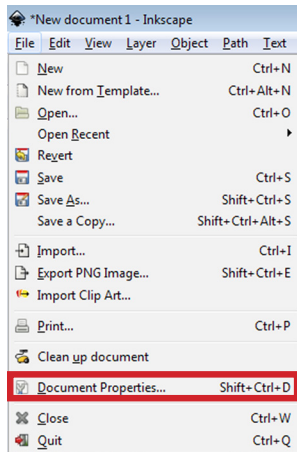 *New document 1 - Inkscape
File Edit View Layer Object Path Text
New Ctrl+N
New from Template... Ctrl+Alt+N
Open... Ctrl+O
Open Recent
Revert
Save Ctrl+S
Save As... Shift+Ctrl+S
Save a Copy... Shift+Ctrl+Alt+S
Import... Ctrl+I
Export PNG Image... Shift+Ctrl+E
Import Clip Art...
Print... Ctrl+P
Clean up document
Document Properties... Shift+Ctrl+D
Close Ctrl+W
Quit Ctrl+Q